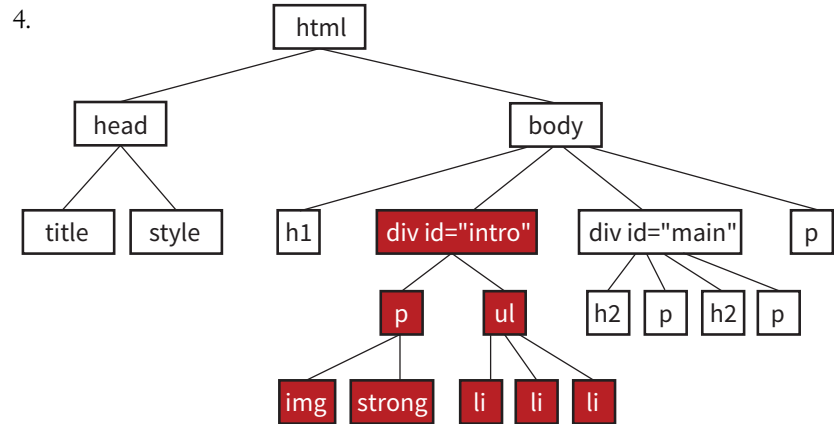 4.
html
head body
title style h1 div id="intro" div id="main" p
p ul h2 p h2 p
img strong li li li